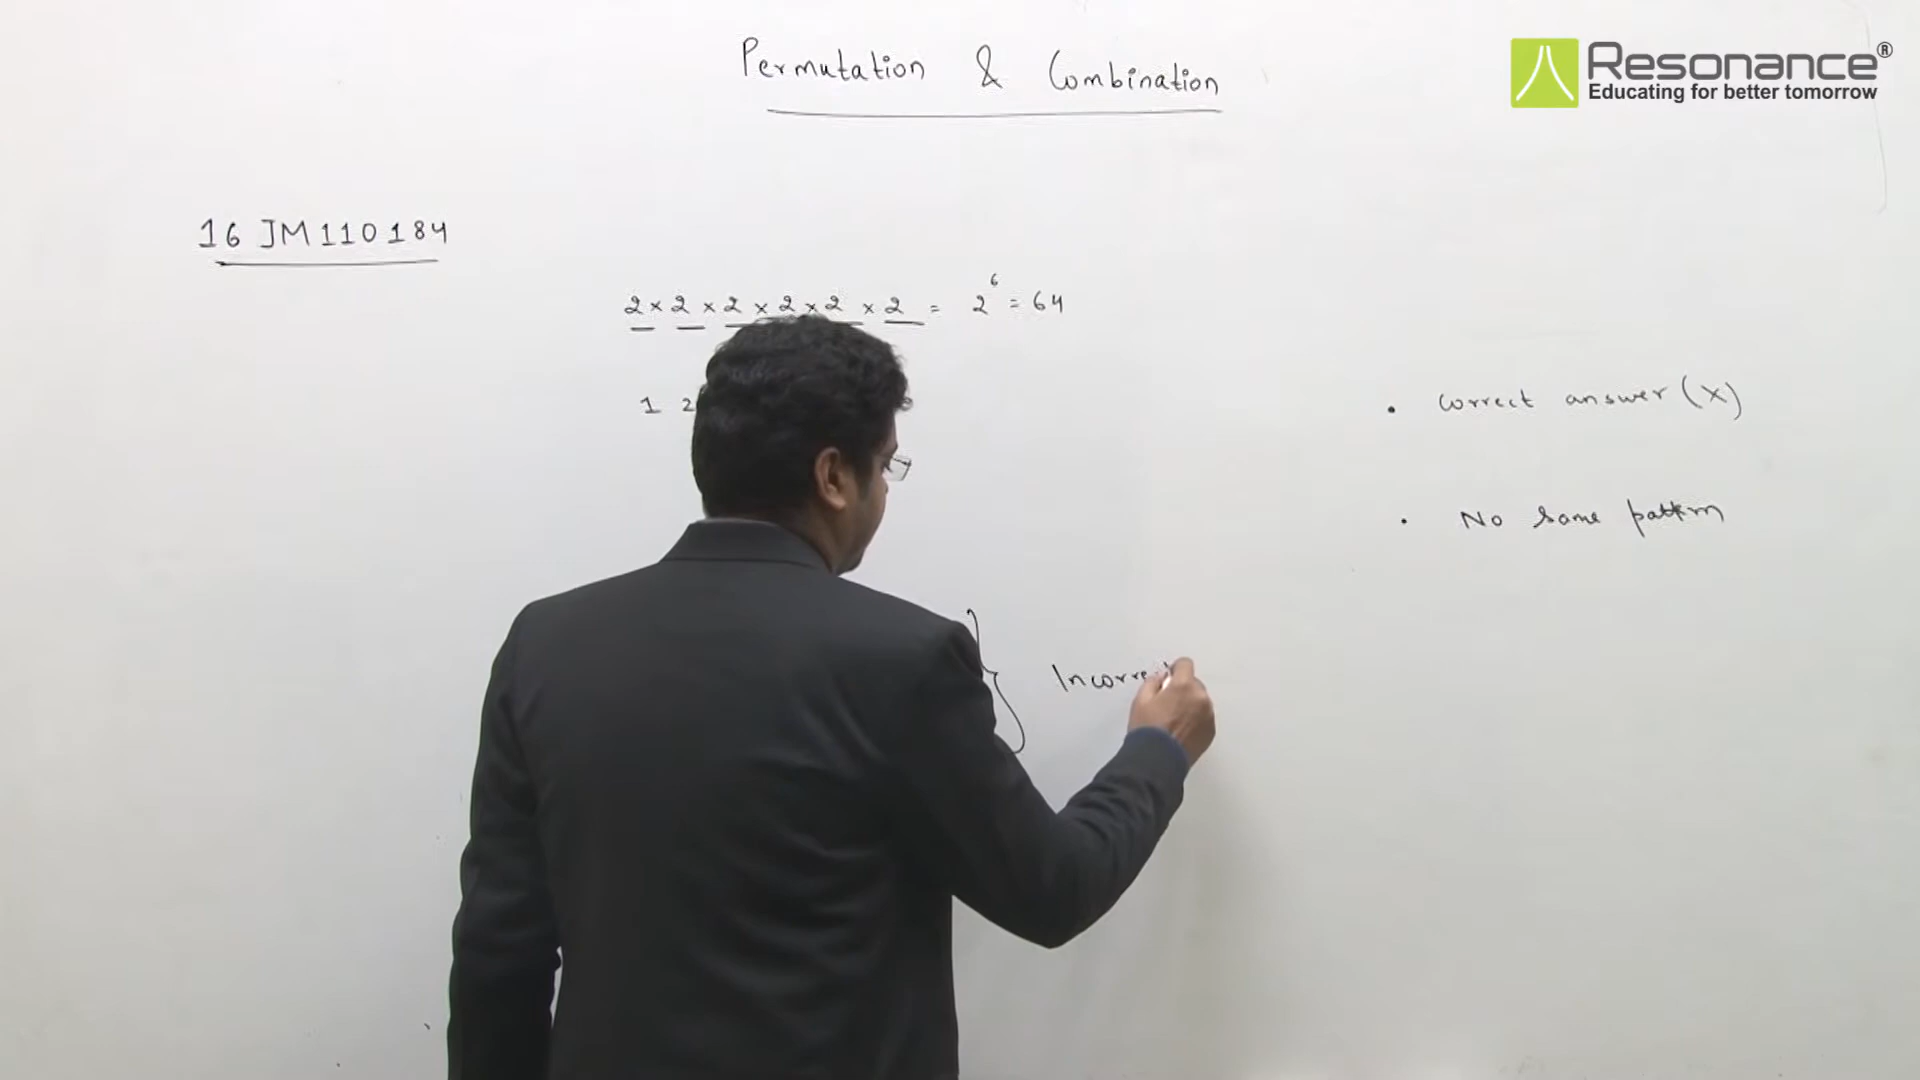 Permutation & Combination
Resonance®
Educating for better tomorrow
16 JM110184
2 × 2 × 2 × 2 × 2 × 2 = 2⁶ = 64
1 2
• Correct answer (X)
• No same pattern
Incorre